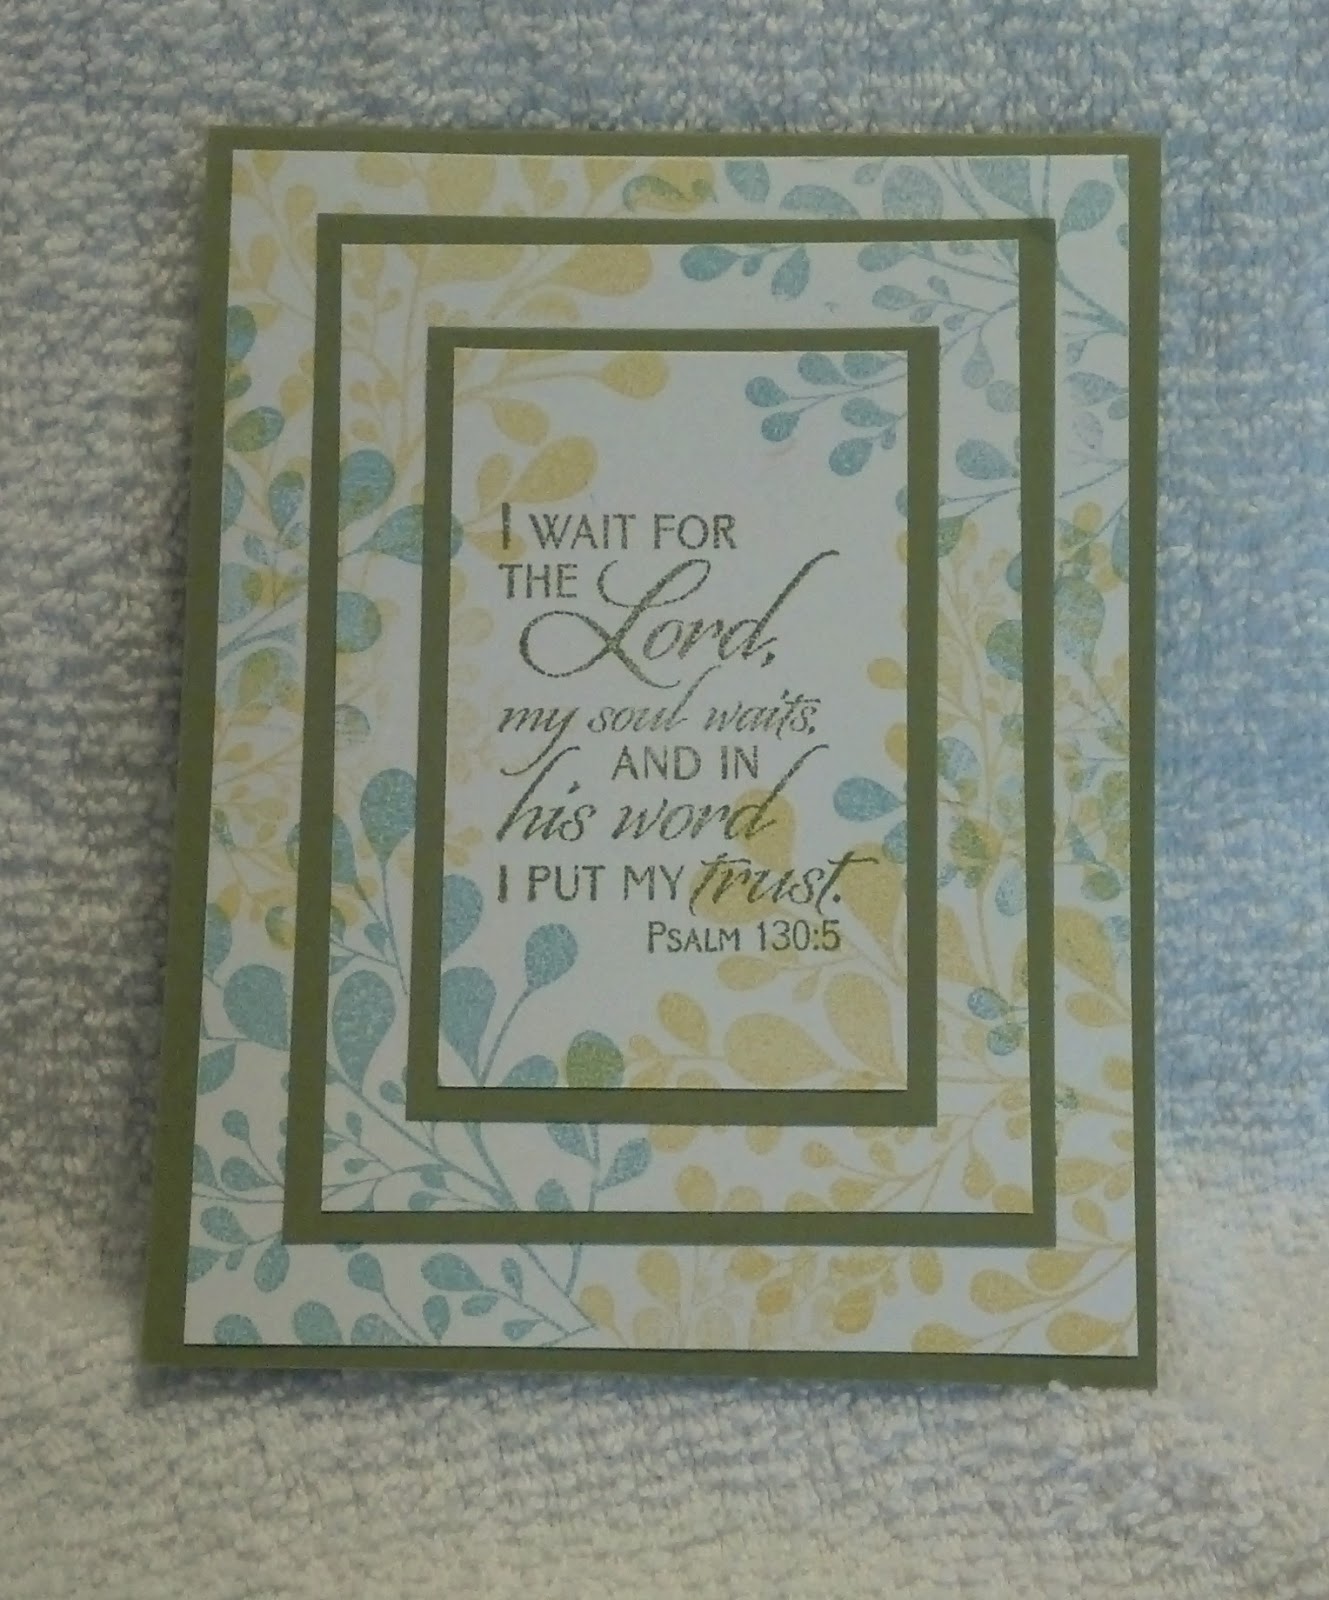 I WAIT FOR
THE Lord,
my soul waits,
AND IN
his word
I PUT MY trust.
PSALM 130:5